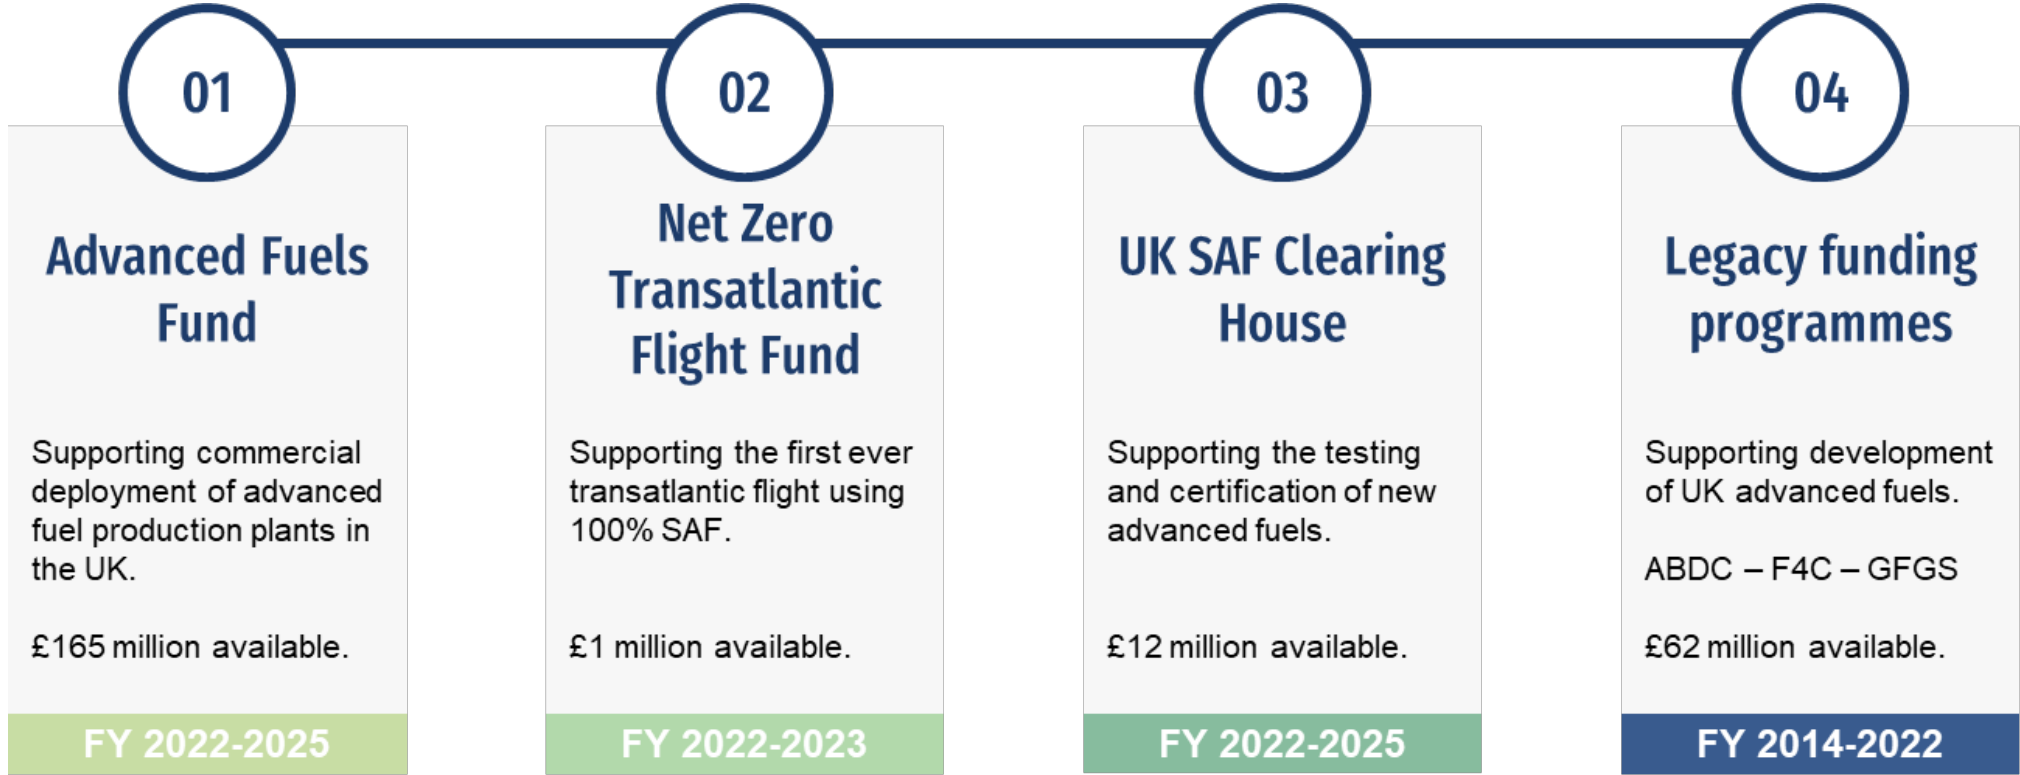 01
Advanced Fuels
Fund
Supporting commercial
deployment of advanced
fuel production plants in
the UK.
£165 million available.
FY 2022-2025
02
Net Zero
Transatlantic
Flight Fund
Supporting the first ever
transatlantic flight using
100% SAF.
£1 million available.
FY 2022-2023
03
UK SAF Clearing
House
Supporting the testing
and certification of new
advanced fuels.
£12 million available.
FY 2022-2025
04
Legacy funding
programmes
Supporting development
of UK advanced fuels.
ABDC – F4C – GFGS
£62 million available.
FY 2014-2022